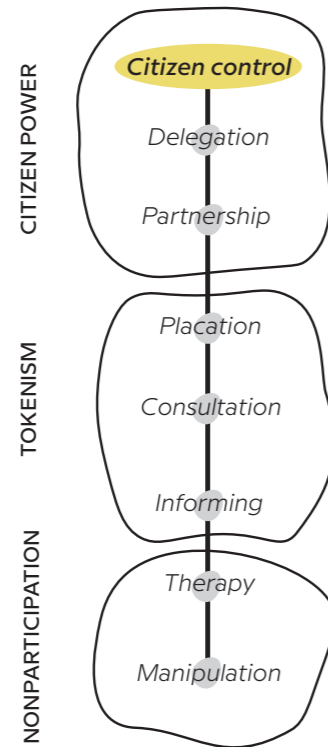 CITIZEN POWER
Citizen control
Delegation
Partnership
TOKENISM
Placation
Consultation
Informing
NONPARTICIPATION
Therapy
Manipulation